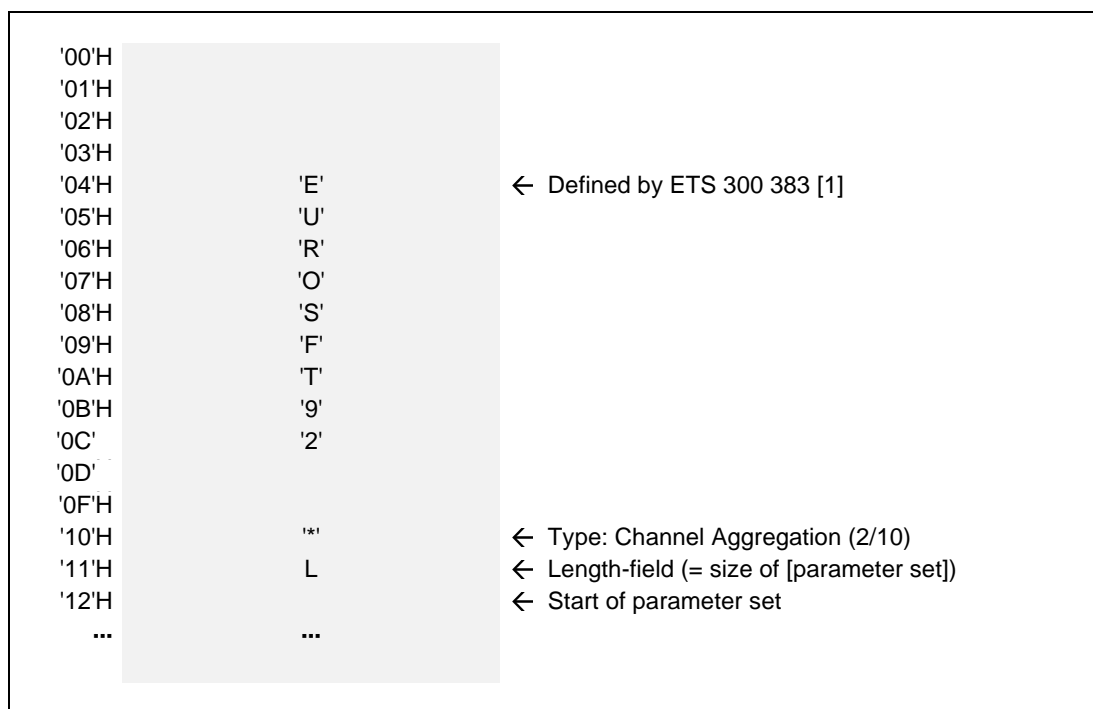 '00'H
'01'H
'02'H
'03'H
'04'H 'E' ← Defined by ETS 300 383 [1]
'05'H 'U'
'06'H 'R'
'07'H 'O'
'08'H 'S'
'09'H 'F'
'0A'H 'T'
'0B'H '9'
'0C' '2'
'0D'
'0F'H
'10'H '*' ← Type: Channel Aggregation (2/10)
'11'H L ← Length-field (= size of [parameter set])
'12'H ← Start of parameter set
... ...